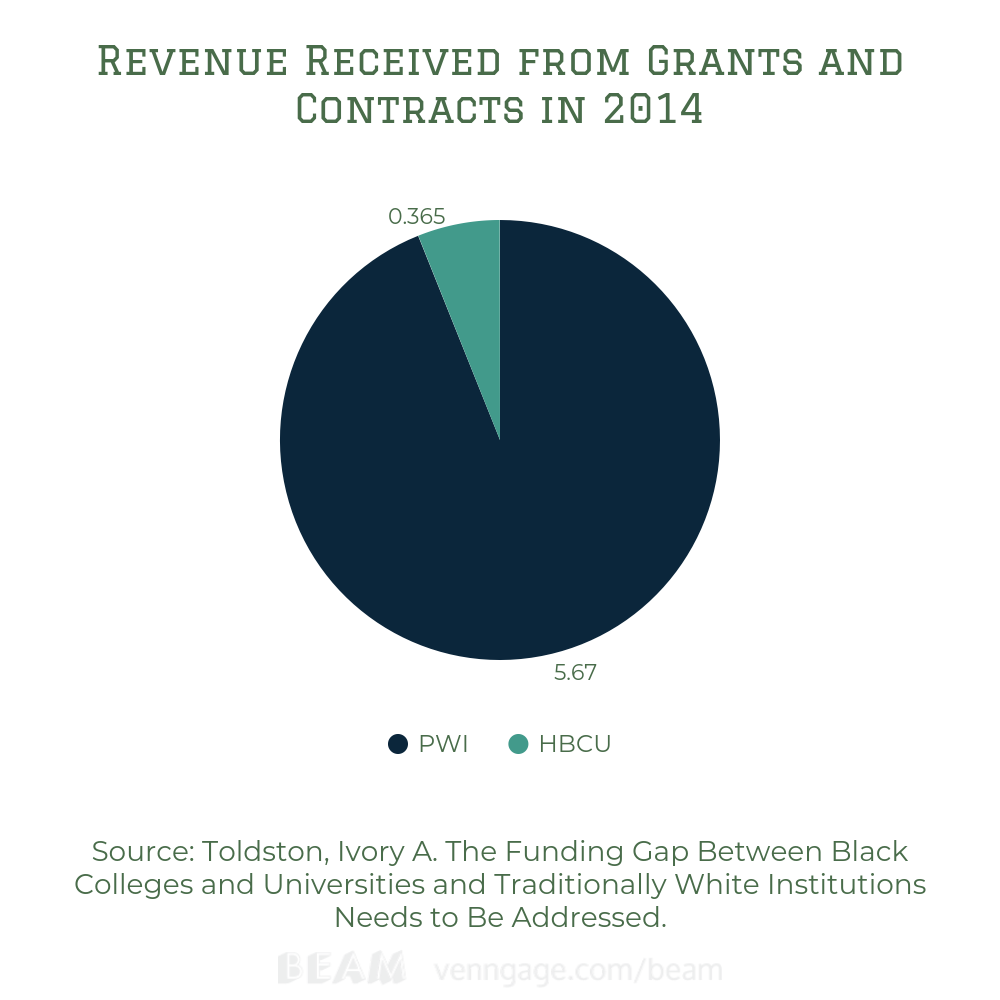 Revenue Received from Grants and
Contracts in 2014
0.365
5.67
PWI
HBCU
Source: Toldston, Ivory A. The Funding Gap Between Black
Colleges and Universities and Traditionally White Institutions
Needs to Be Addressed.
BEAM venngage.com/beam